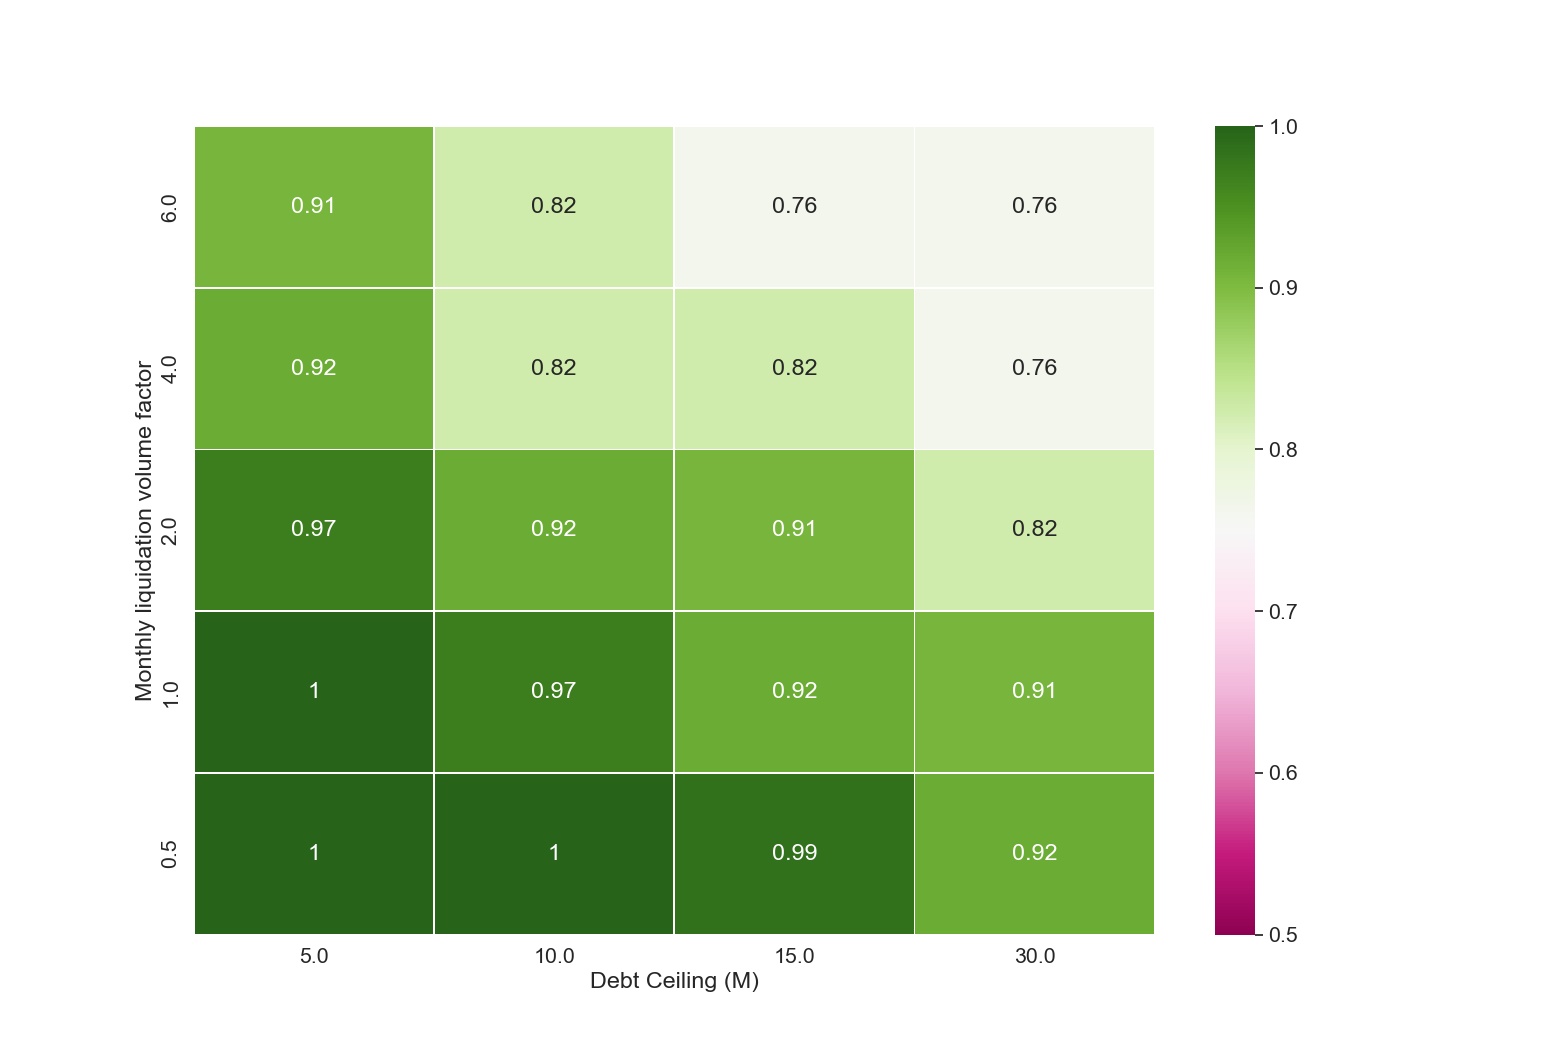 Monthly liquidation volume factor
6.0 0.91 0.82 0.76 0.76
4.0 0.92 0.82 0.82 0.76
2.0 0.97 0.92 0.91 0.82
1.0 1 0.97 0.92 0.91
0.5 1 1 0.99 0.92
5.0 10.0 15.0 30.0
Debt Ceiling (M)
1.0
0.9
0.8
0.7
0.6
0.5